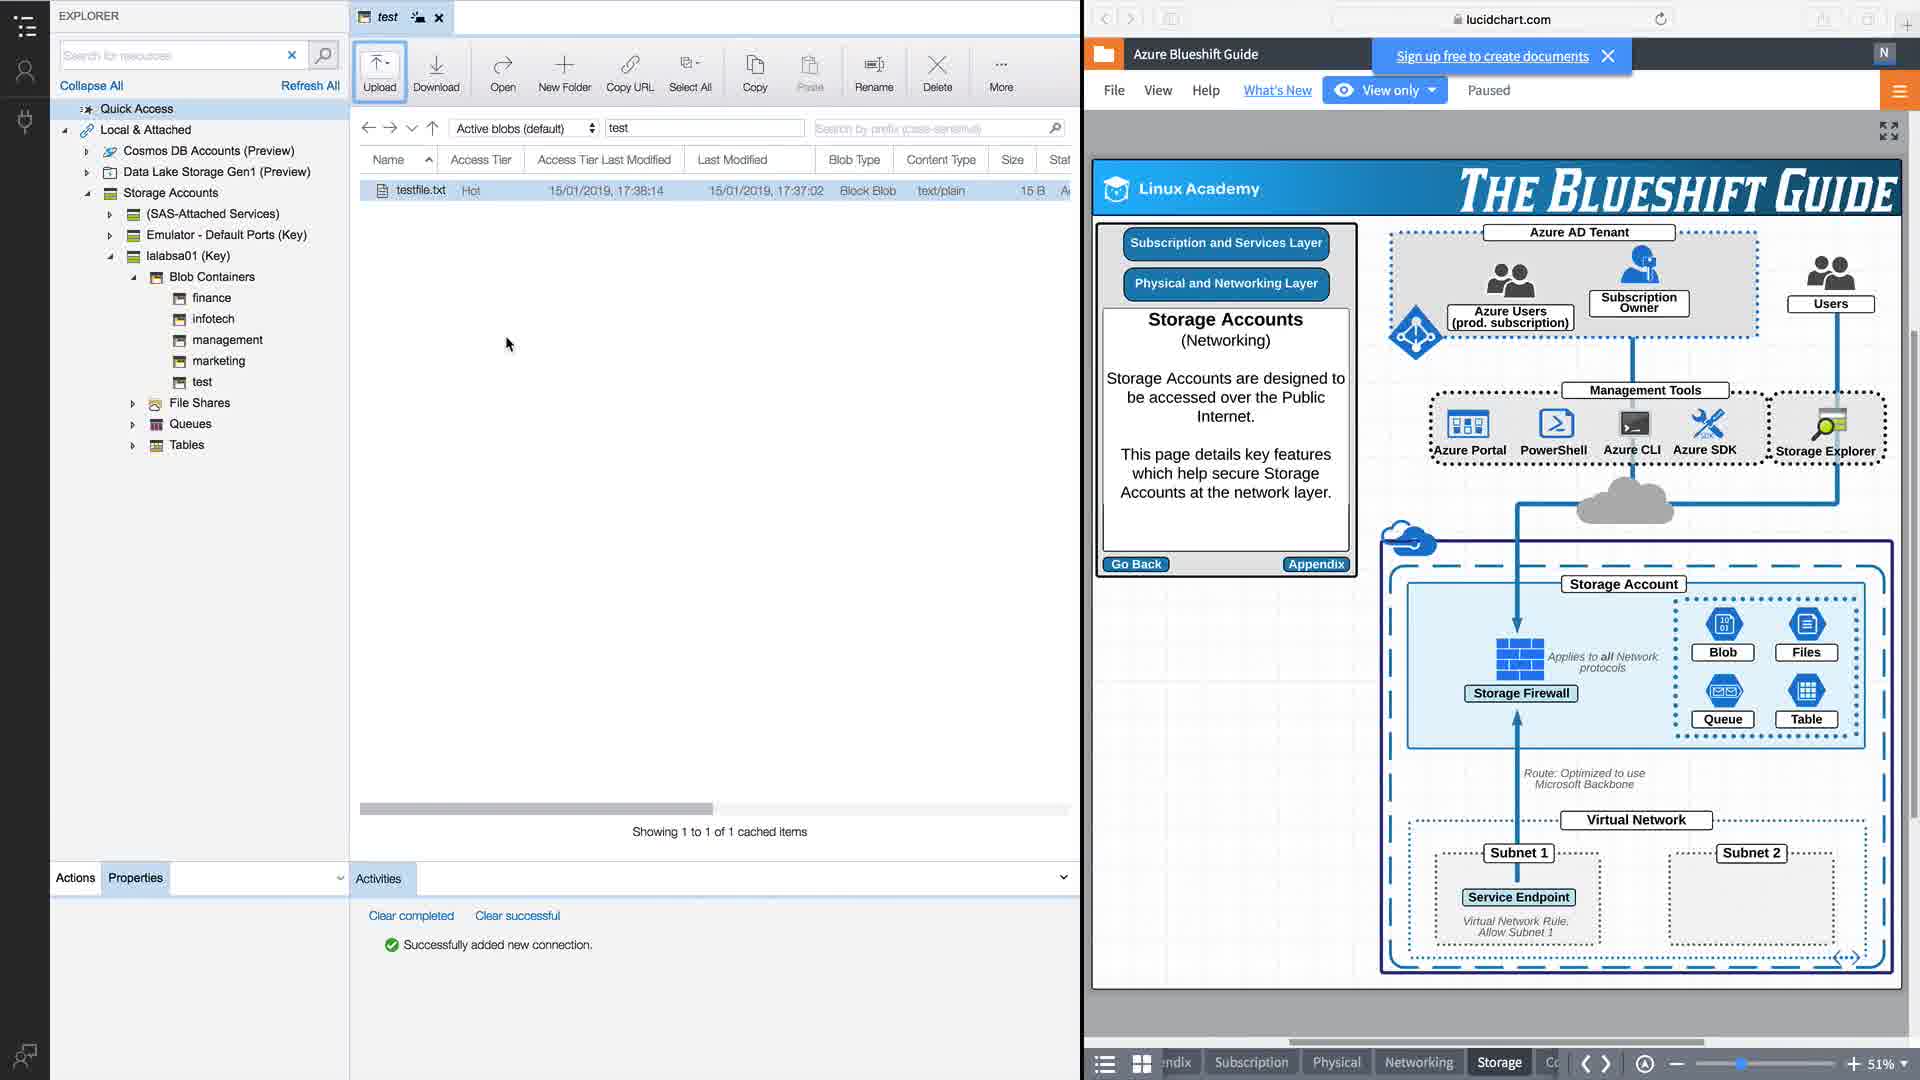 EXPLORER
Search for resources
Collapse All
Refresh All
Quick Access
Local & Attached
Cosmos DB Accounts (Preview)
Data Lake Storage Gen1 (Preview)
Storage Accounts
(SAS-Attached Services)
Emulator - Default Ports (Key)
lalabsa01 (Key)
Blob Containers
finance
infotech
management
marketing
test
File Shares
Queues
Tables
Actions
Properties
test
Upload
Download
Open
New Folder
Copy URL
Select All
Copy
Paste
Rename
Delete
More
Active blobs (default)
test
Search by prefix (case-sensitive)
Name
Access Tier
Access Tier Last Modified
Last Modified
Blob Type
Content Type
Size
Stat
testfile.txt
Hot
15/01/2019, 17:38:14
15/01/2019, 17:37:02
Block Blob
text/plain
15 B
Showing 1 to 1 of 1 cached items
Activities
Clear completed
Clear successful
Successfully added new connection.
lucidchart.com
Azure Blueshift Guide
Sign up free to create documents
N
File
View
Help
What's New
View only
Paused
Linux Academy
THE BLUESHIFT GUIDE
Subscription and Services Layer
Physical and Networking Layer
Storage Accounts
(Networking)
Storage Accounts are designed to
be accessed over the Public
Internet.
This page details key features
which help secure Storage
Accounts at the network layer.
Go Back
Appendix
Azure AD Tenant
Azure Users
(prod. subscription)
Subscription
Owner
Users
Management Tools
Azure Portal
PowerShell
Azure CLI
SDK
Azure SDK
Storage Explorer
Storage Account
Applies to all Network
protocols
Storage Firewall
10
01
Blob
Files
Queue
Table
Route: Optimized to use
Microsoft Backbone
Virtual Network
Subnet 1
Subnet 2
Service Endpoint
Virtual Network Rule,
Allow Subnet 1
endix
Subscription
Physical
Networking
Storage
Co
51%